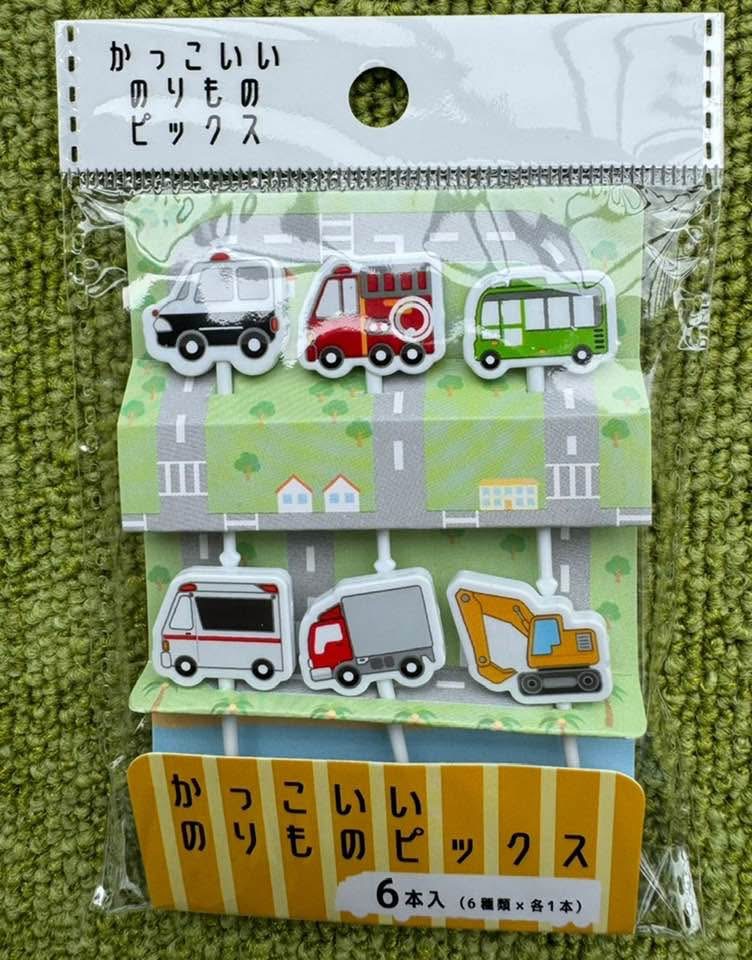 かっこいい
のりもの
ピックス
かっこいい
のりものピックス
6本入（6種類×各1本）